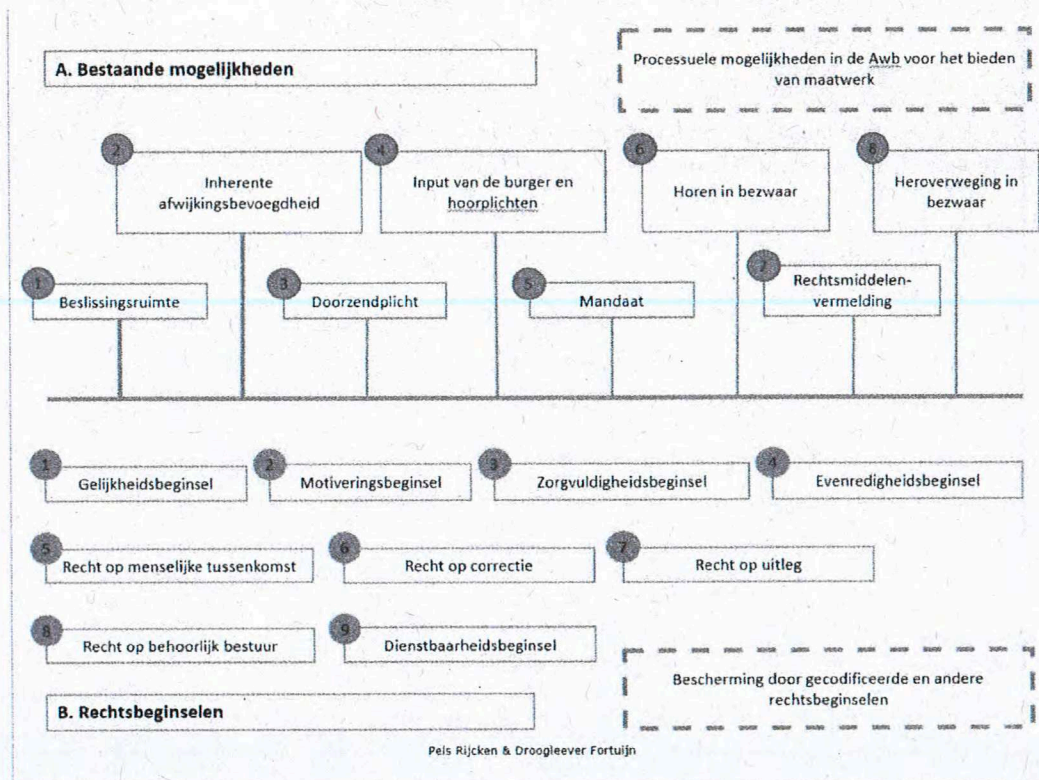 A. Bestaande mogelijkheden
Processuele mogelijkheden in de Awb voor het bieden
van maatwerk
2
Inherente
afwijkingsbevoegdheid
4
Input van de burger en
hoorplichten
6
Horen in bezwaar
8
Heroverweging in
bezwaar
1
Beslissingsruimte
3
Doorzendplicht
5
Mandaat
7
Rechtsmiddelen-
vermelding
1
Gelijkheidsbeginsel
2
Motiveringsbeginsel
3
Zorgvuldigheidsbeginsel
4
Evenredigheidsbeginsel
5
Recht op menselijke tussenkomst
6
Recht op correctie
7
Recht op uitleg
8
Recht op behoorlijk bestuur
9
Dienstbaarheidsbeginsel
Bescherming door gecodificeerde en andere
rechtsbeginselen
B. Rechtsbeginselen
Pels Rijcken & Droogleever Fortuijn